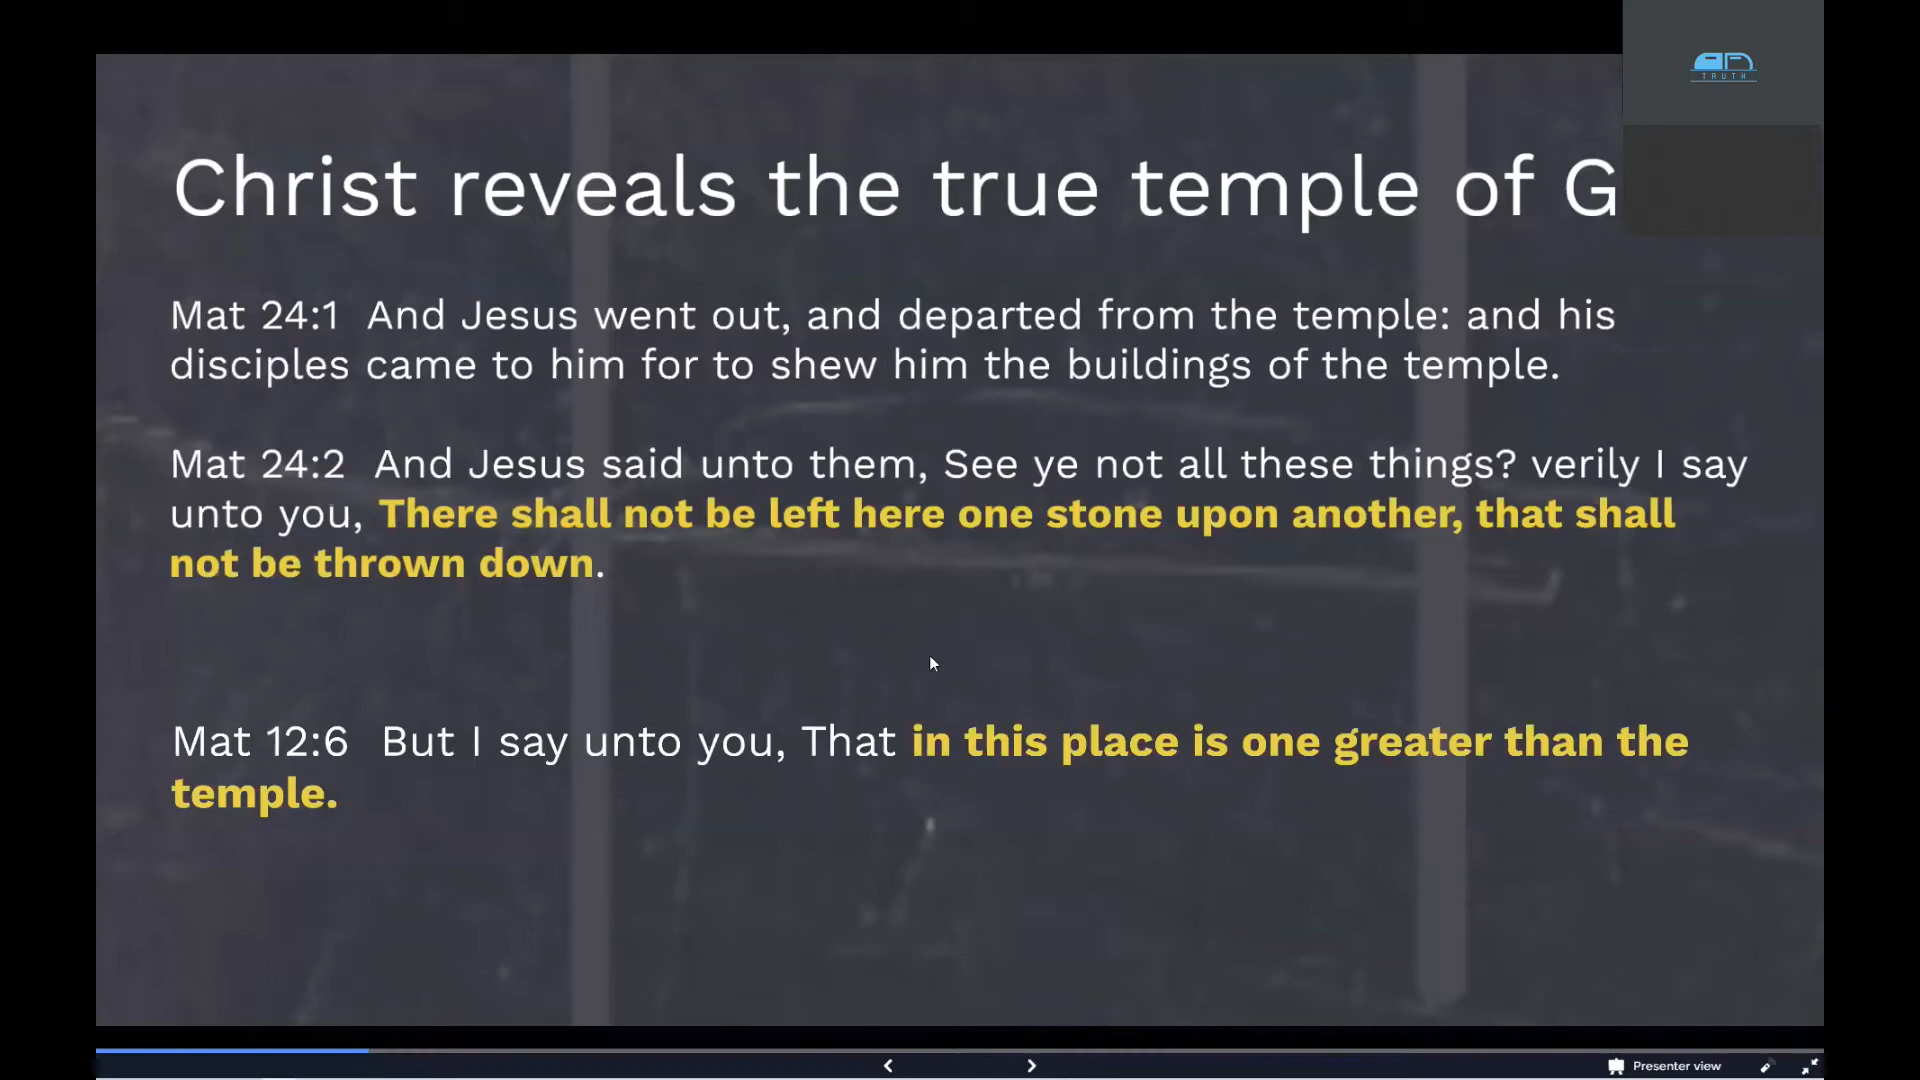 TRUTH
Christ reveals the true temple of G
Mat 24:1 And Jesus went out, and departed from the temple: and his
disciples came to him for to shew him the buildings of the temple.
Mat 24:2 And Jesus said unto them, See ye not all these things? verily I say
unto you, There shall not be left here one stone upon another, that shall
not be thrown down.
Mat 12:6 But I say unto you, That in this place is one greater than the
temple.
Presenter view